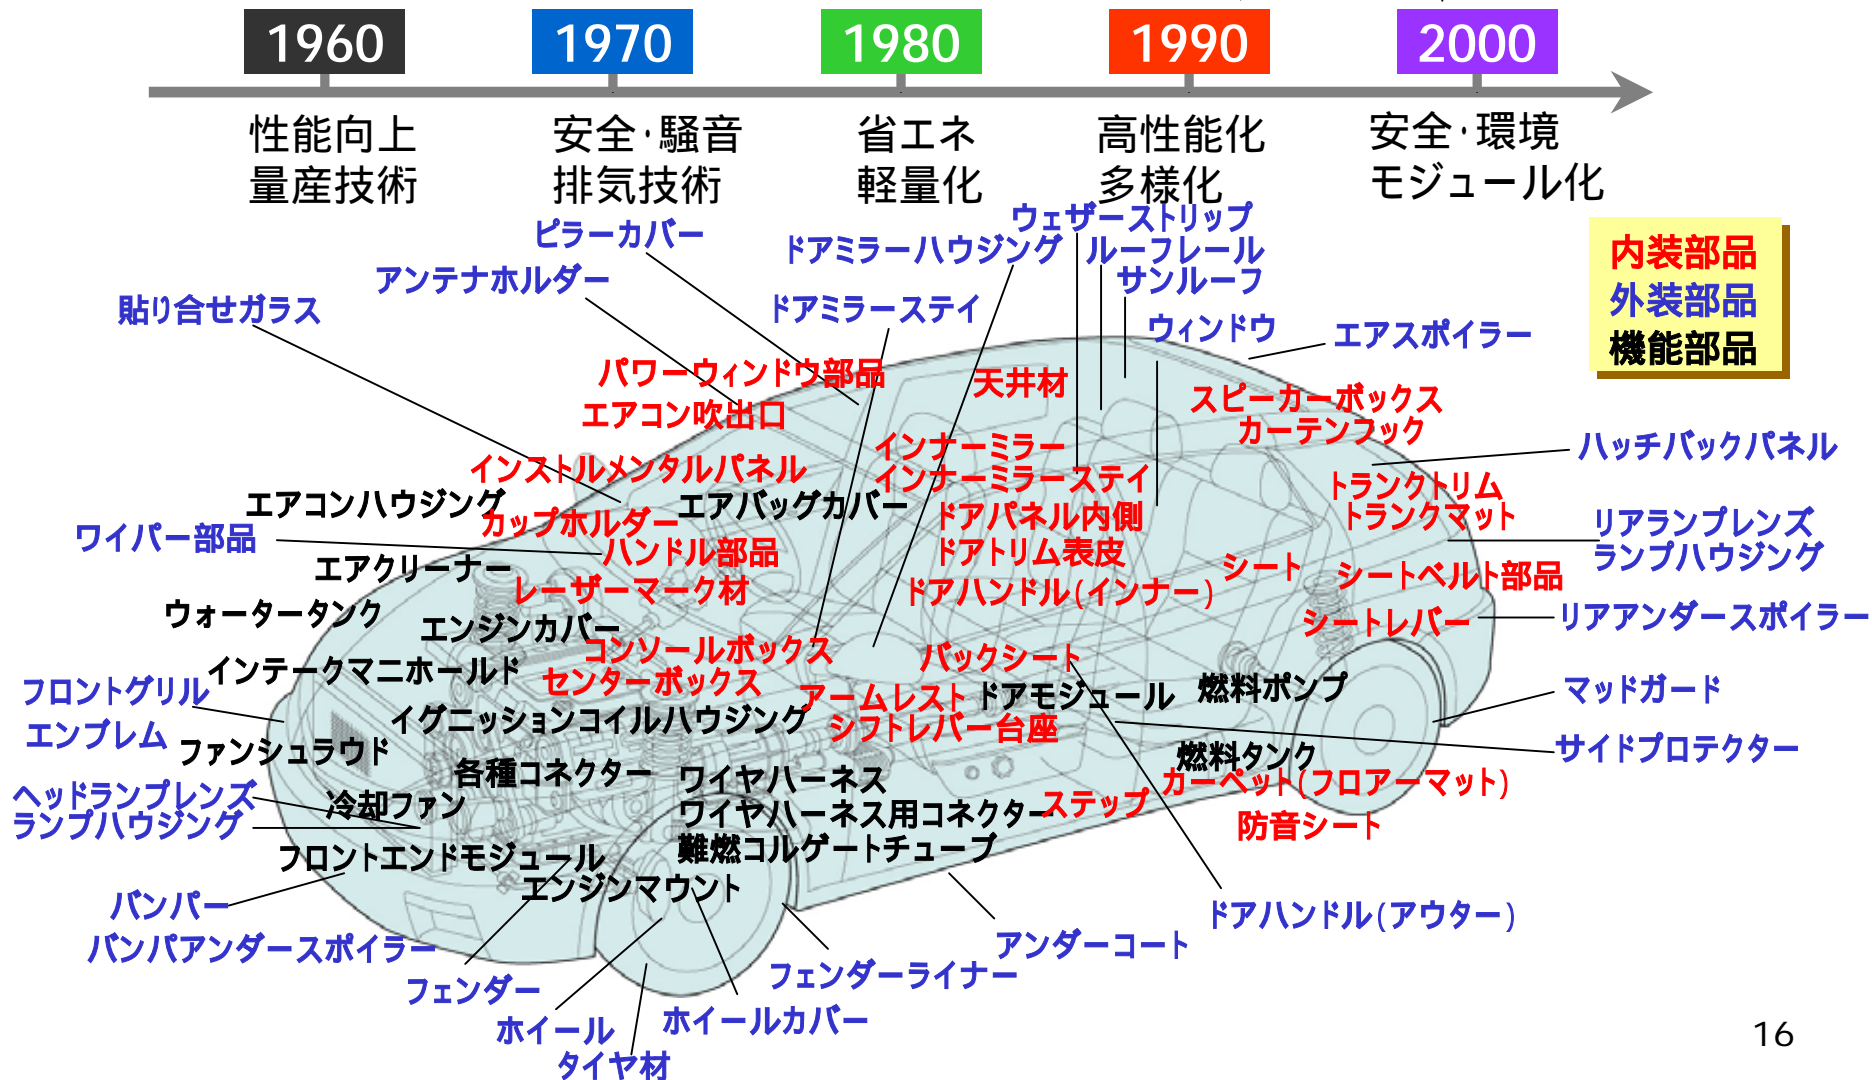 1960
1970
1980
1990
2000
性能向上
量産技術
安全・騒音
排気技術
省エネ
軽量化
高性能化
多様化
安全・環境
モジュール化
内装部品
外装部品
機能部品
ピラーカバー
アンテナホルダー
貼り合せガラス
ウェザーストリップ
ドアミラーハウジング
ルーフレール
サンルーフ
ドアミラーステイ
ウィンドウ
エアスポイラー
パワーウィンドウ部品
エアコン吹出口
天井材
スピーカーボックス
カーテンフック
インナーミラー
インナーミラーステイ
ハッチバックパネル
インストルメンタルパネル
エアコンハウジング
エアバッグカバー
トランクトリム
トランクマット
カップホルダー
ドアパネル内側
リアランプレンズ
ランプハウジング
ワイパー部品
ハンドル部品
ドアトリム表皮
エアクリーナー
レーザーマーク材
ドアハンドル(インナー)
シート
シートベルト部品
ウォータータンク
エンジンカバー
シートレバー
リアアンダースポイラー
コンソールボックス
バックシート
インテークマニホールド
センターボックス
アームレスト
ドアモジュール
燃料ポンプ
マッドガード
フロントグリル
エンブレム
イグニッションコイルハウジング
シフトレバー台座
ファンシュラウド
燃料タンク
サイドプロテクター
各種コネクター
ワイヤハーネス
カーペット(フロアーマット)
ヘッドランプレンズ
ランプハウジング
冷却ファン
ワイヤハーネス用コネクター
ステップ
防音シート
フロントエンドモジュール
難燃コルゲートチューブ
エンジンマウント
バンパー
バンパアンダースポイラー
ドアハンドル(アウター)
アンダーコート
フェンダー
フェンダーライナー
ホイール
ホイールカバー
タイヤ材
16